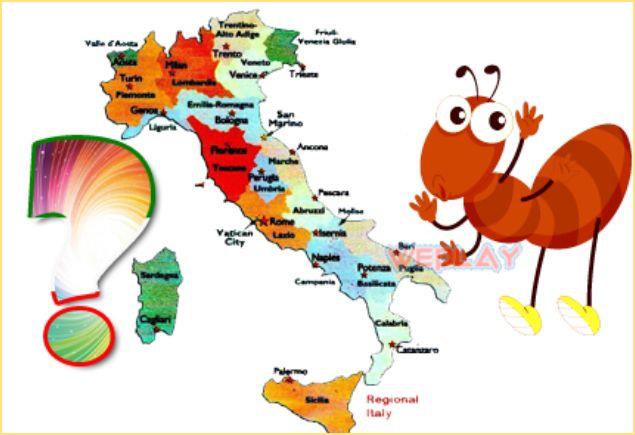 Trentino-
Alto Adige
Friuli-
Venezia Giulia
Valle d'Aosta
Aosta
Trento
Milan
Veneto
Turin
Lombardia
Venice
Trieste
Piemonte
Genoa
Emilia-Romagna
Bologna
San
Marino
Liguria
Florence
Ancona
Marche
Toscana
Perugia
Umbria
Pescara
Abruzzi
Molise
Rome
Vatican
City
Lazio
Isernia
Bari
WEPLAY
Naples
Puglia
Potenza
Basilicata
Campania
Sardegna
Cagliari
Calabria
Catanzaro
Palermo
Sicilia
Regional
Italy